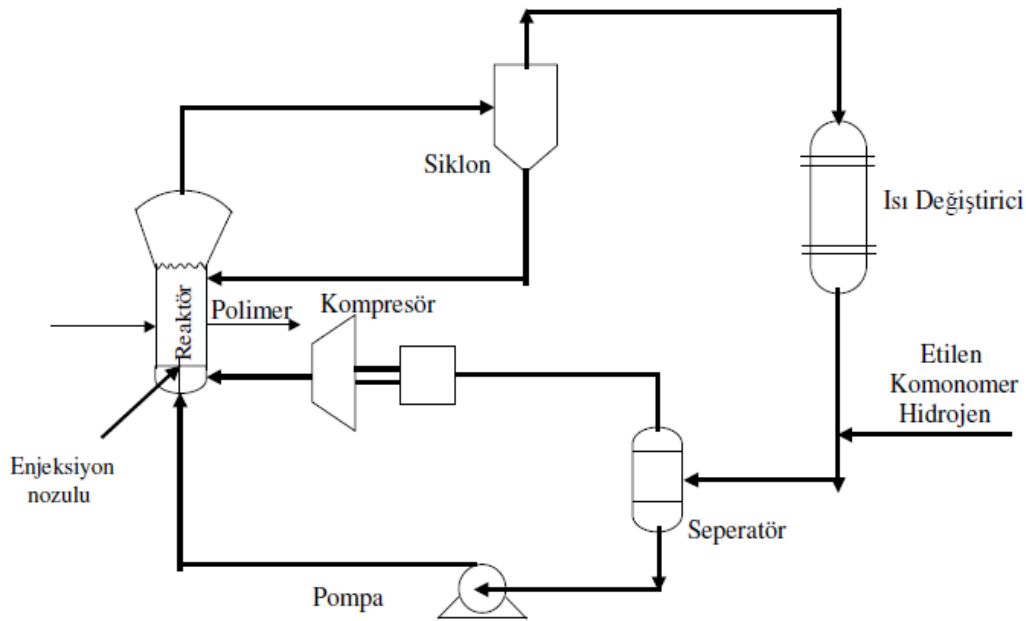 Siklon
Isı Değiştirici
Reaktör
Polimer
Kompresör
Etilen
Komonomer
Hidrojen
Enjeksiyon
nozulu
Seperatör
Pompa